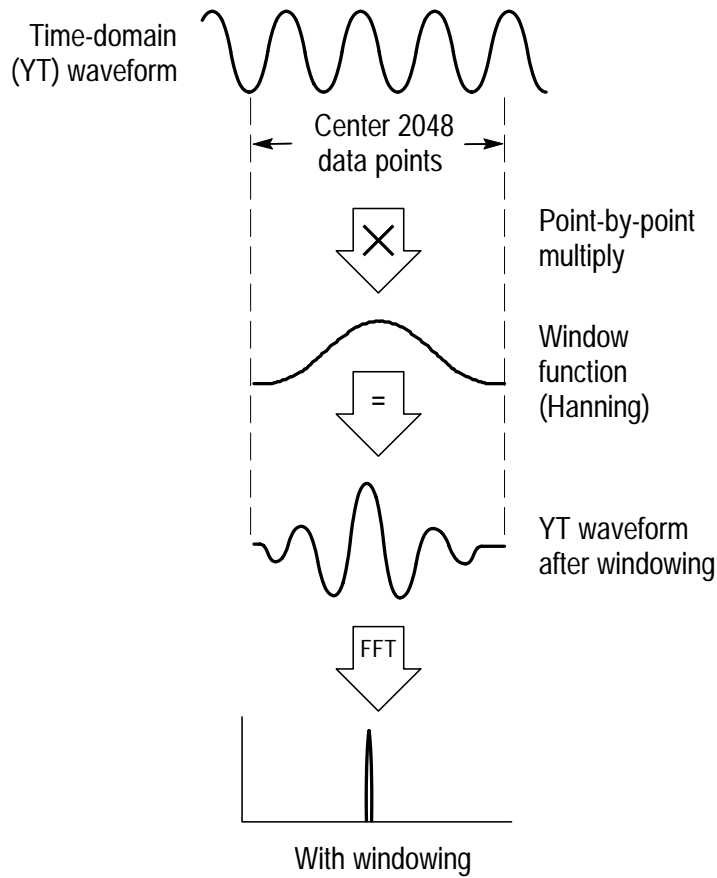 Time-domain
(YT) waveform
Center 2048
data points
Point-by-point
multiply
Window
function
(Hanning)
=
YT waveform
after windowing
FFT
With windowing